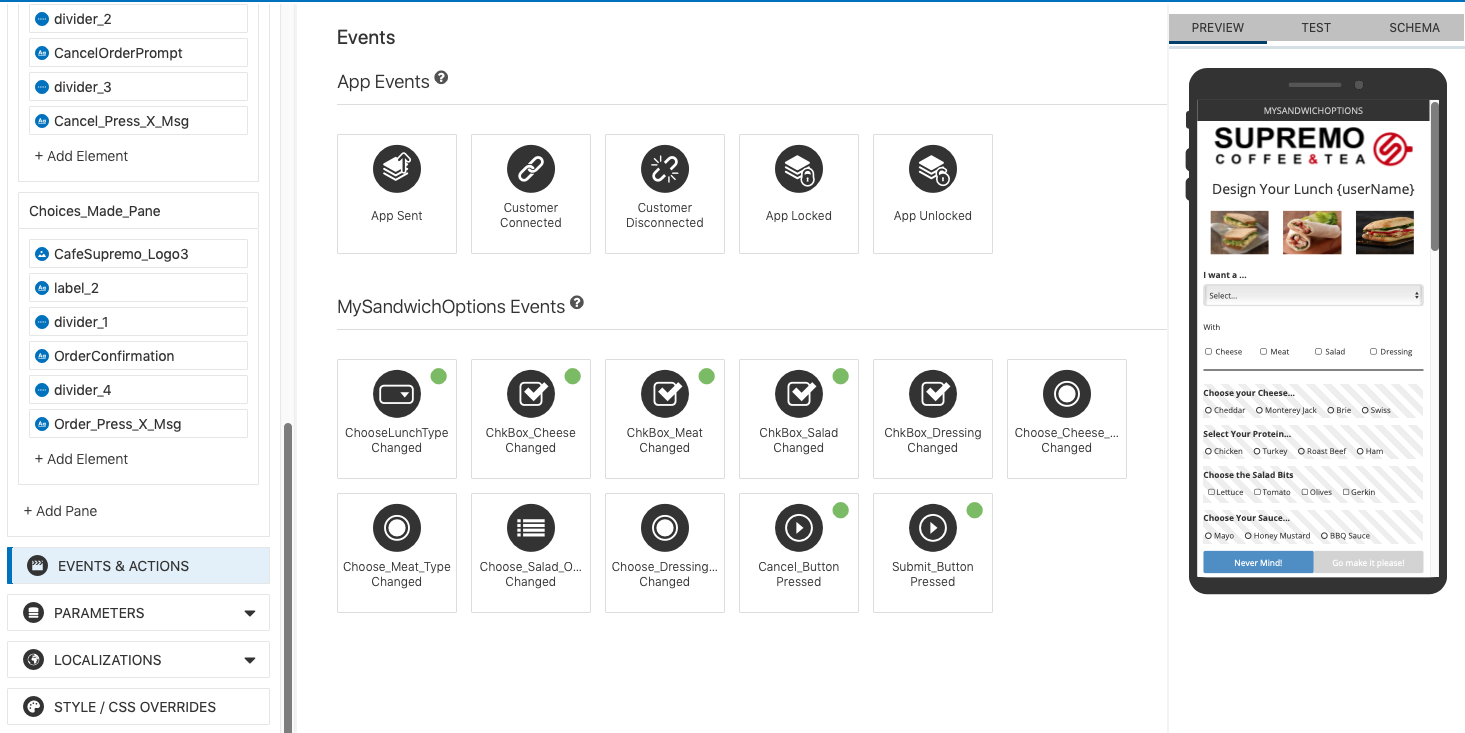 divider_2
CancelOrderPrompt
divider_3
Cancel_Press_X_Msg
+ Add Element
Choices_Made_Pane
CafeSupremo_Logo3
label_2
divider_1
OrderConfirmation
divider_4
Order_Press_X_Msg
+ Add Element
+ Add Pane
EVENTS & ACTIONS
PARAMETERS
LOCALIZATIONS
STYLE / CSS OVERRIDES
Events
App Events ?
App Sent
Customer
Connected
Customer
Disconnected
App Locked
App Unlocked
MySandwichOptions Events ?
ChooseLunchType
Changed
ChkBox_Cheese
Changed
ChkBox_Meat
Changed
ChkBox_Salad
Changed
ChkBox_Dressing
Changed
Choose_Cheese_...
Changed
Choose_Meat_Type
Changed
Choose_Salad_O...
Changed
Choose_Dressing...
Changed
Cancel_Button
Pressed
Submit_Button
Pressed
PREVIEW TEST SCHEMA
MYSANDWICHOPTIONS
SUPREMO
COFFEE&TEA
Design Your Lunch {userName}
I want a ...
Select...
With
Cheese Meat Salad Dressing
Choose your Cheese...
Cheddar Monterey Jack Brie Swiss
Select Your Protein...
Chicken Turkey Roast Beef Ham
Choose the Salad Bits
Lettuce Tomato Olives Gerkin
Choose Your Sauce...
Mayo Honey Mustard BBQ Sauce
Never Mind! Go make it please!